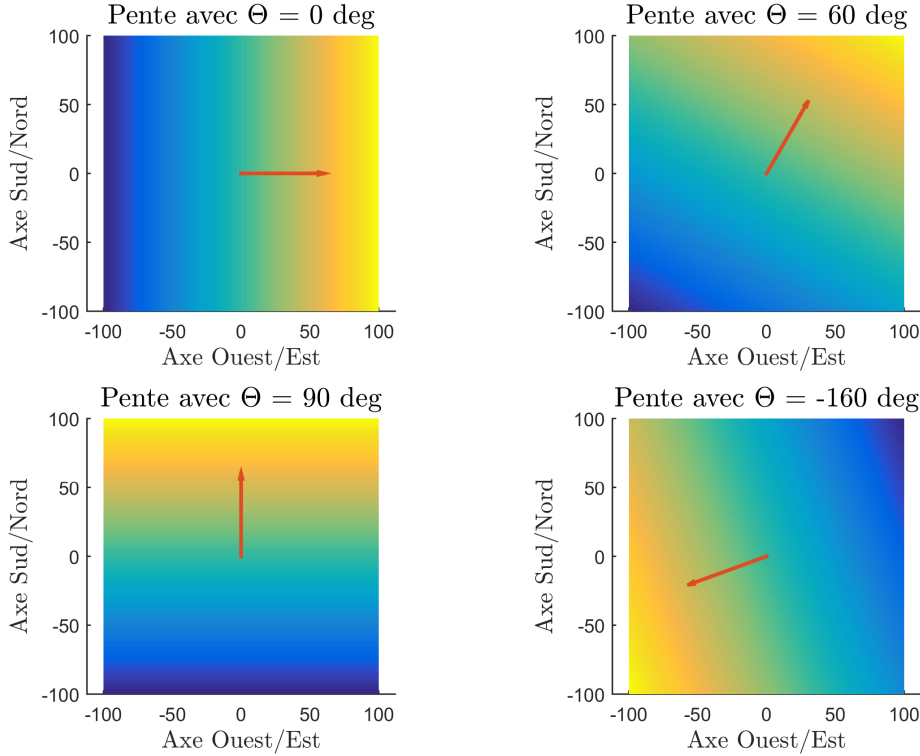 Pente avec Θ = 0 deg
100
50
0
-50
-100
-100 -50 0 50 100
Axe Sud/Nord
Axe Ouest/Est
Pente avec Θ = 60 deg
100
50
0
-50
-100
-100 -50 0 50 100
Axe Sud/Nord
Axe Ouest/Est
Pente avec Θ = 90 deg
100
50
0
-50
-100
-100 -50 0 50 100
Axe Sud/Nord
Axe Ouest/Est
Pente avec Θ = -160 deg
100
50
0
-50
-100
-100 -50 0 50 100
Axe Sud/Nord
Axe Ouest/Est